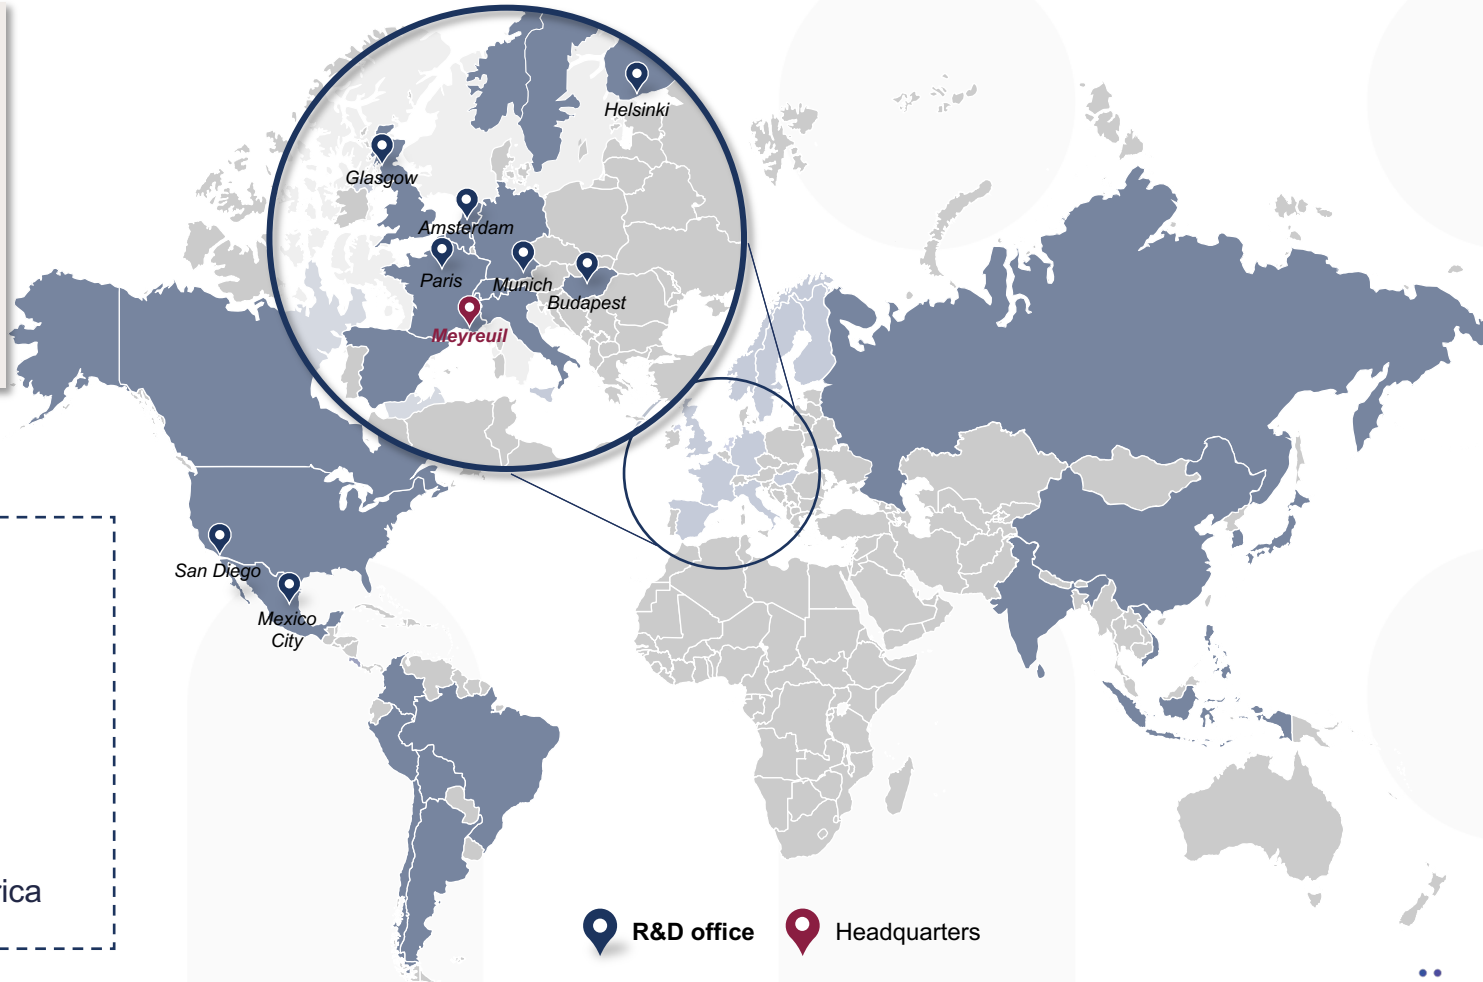 Helsinki
Glasgow
Amsterdam
Paris
Munich
Budapest
Meyreuil
San Diego
Mexico
City
rica
R&D office
Headquarters